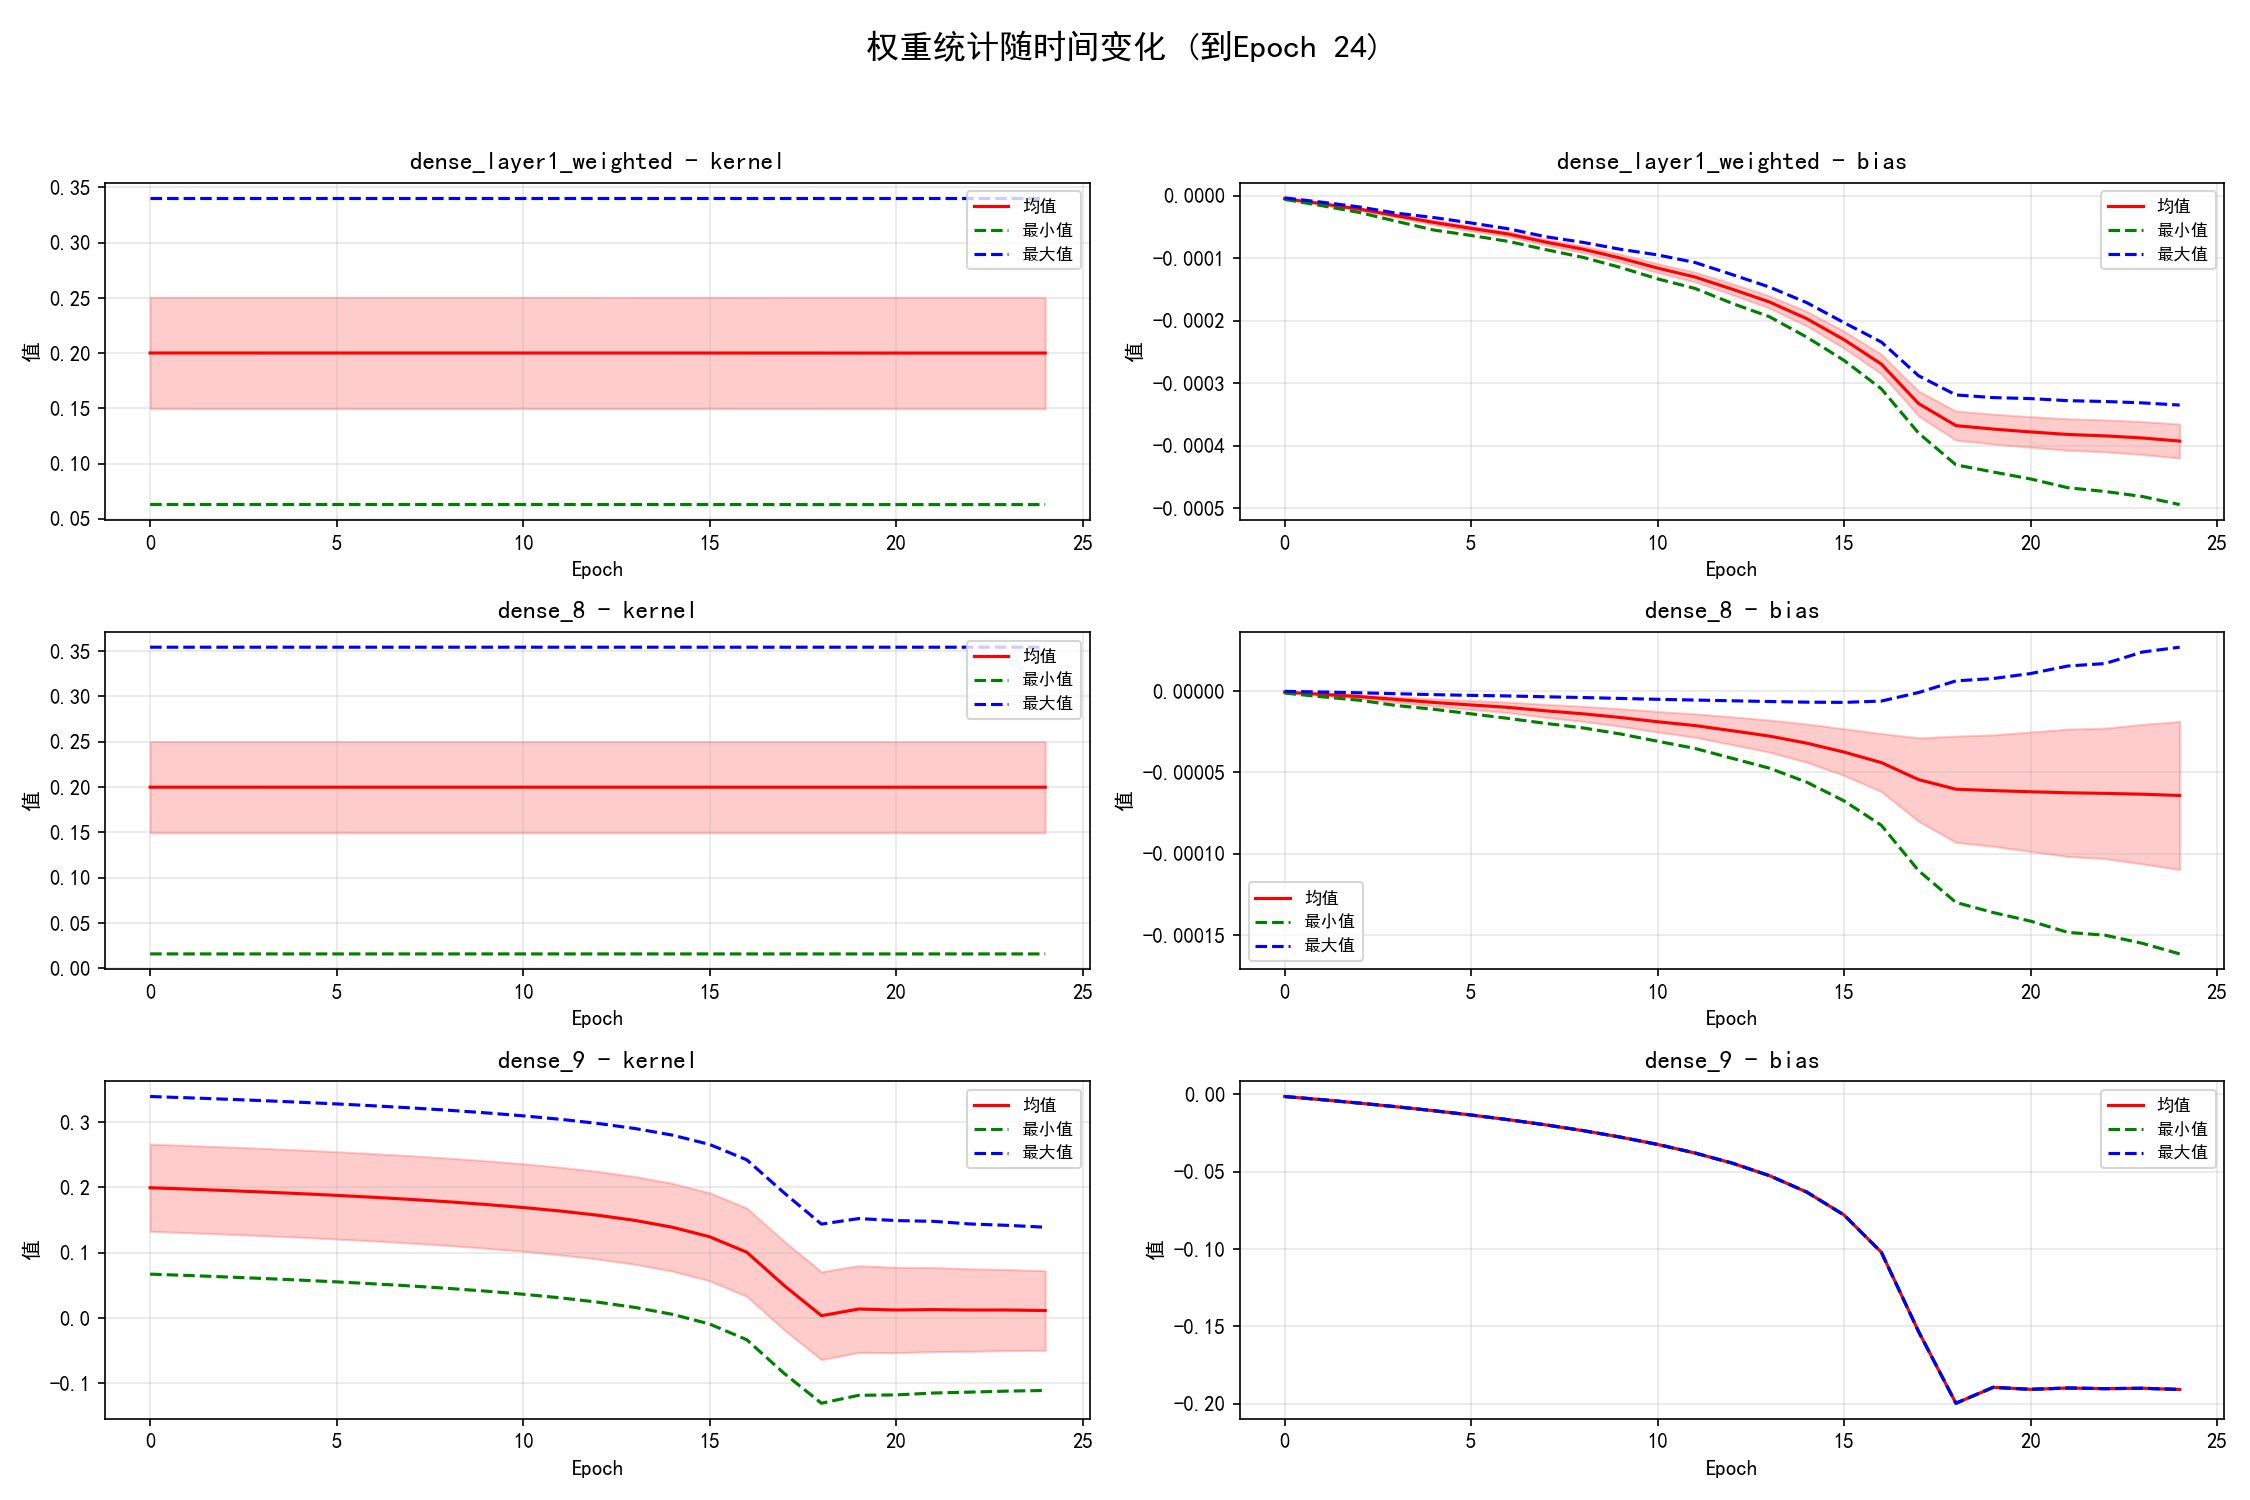 权重统计随时间变化 (到Epoch 24)
dense_layer1_weighted - kernel
0.35
0.30
0.25
0.20
0.15
0.10
0.05
值
均值
最小值
最大值
0 5 10 15 20 25
Epoch
dense_layer1_weighted - bias
0.0000
-0.0001
-0.0002
-0.0003
-0.0004
-0.0005
值
均值
最小值
最大值
0 5 10 15 20 25
Epoch
dense_8 - kernel
0.35
0.30
0.25
0.20
0.15
0.10
0.05
0.00
值
均值
最小值
最大值
0 5 10 15 20 25
Epoch
dense_8 - bias
0.00000
-0.00005
-0.00010
-0.00015
值
均值
最小值
最大值
0 5 10 15 20 25
Epoch
dense_9 - kernel
0.3
0.2
0.1
0.0
-0.1
值
均值
最小值
最大值
0 5 10 15 20 25
Epoch
dense_9 - bias
0.00
-0.05
-0.10
-0.15
-0.20
值
均值
最小值
最大值
0 5 10 15 20 25
Epoch